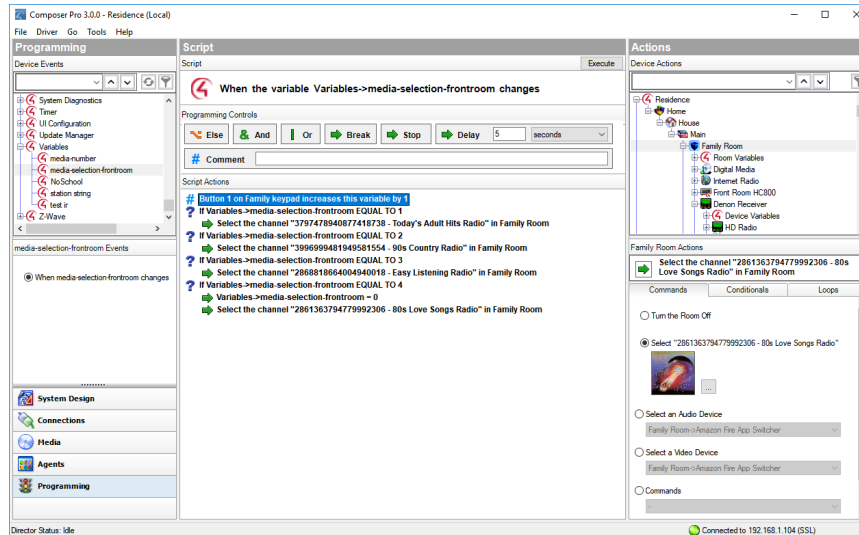 Composer Pro 3.0.0 - Residence (Local)
File Driver Go Tools Help
Programming
Device Events
System Diagnostics
Timer
UI Configuration
Update Manager
Variables
media-number
media-selection-frontroom
NoSchool
station string
test ir
Z-Wave
media-selection-frontroom Events
When media-selection-frontroom changes
System Design
Connections
Media
Agents
Programming
Script
Script
Execute
When the variable Variables->media-selection-frontroom changes
Programming Controls
Else & And Or Break Stop Delay 5 seconds
# Comment
Script Actions
# Button 1 on Family keypad increases this variable by 1
? If Variables->media-selection-frontroom EQUAL TO 1
Select the channel "3797478940877418738 - Today's Adult Hits Radio" in Family Room
? If Variables->media-selection-frontroom EQUAL TO 2
Select the channel "3996999481949581554 - 90s Country Radio" in Family Room
? If Variables->media-selection-frontroom EQUAL TO 3
Select the channel "2688818664004940018 - Easy Listening Radio" in Family Room
? If Variables->media-selection-frontroom EQUAL TO 4
Variables->media-selection-frontroom = 0
Select the channel "2861363794779992306 - 80s Love Songs Radio" in Family Room
Actions
Device Actions
Residence
Home
House
Main
Family Room
Room Variables
Digital Media
Internet Radio
Front Room HC800
Denon Receiver
Device Variables
HD Radio
Family Room Actions
Select the channel "2861363794779992306 - 80s
Love Songs Radio" in Family Room
Commands Conditionals Loops
Turn the Room Off
Select "2861363794779992306 - 80s Love Songs Radio"
...
Select an Audio Device
Family Room->Amazon Fire App Switcher
Select a Video Device
Family Room->Amazon Fire App Switcher
Commands
-
Director Status: Idle
Connected to 192.168.1.104 (SSL)